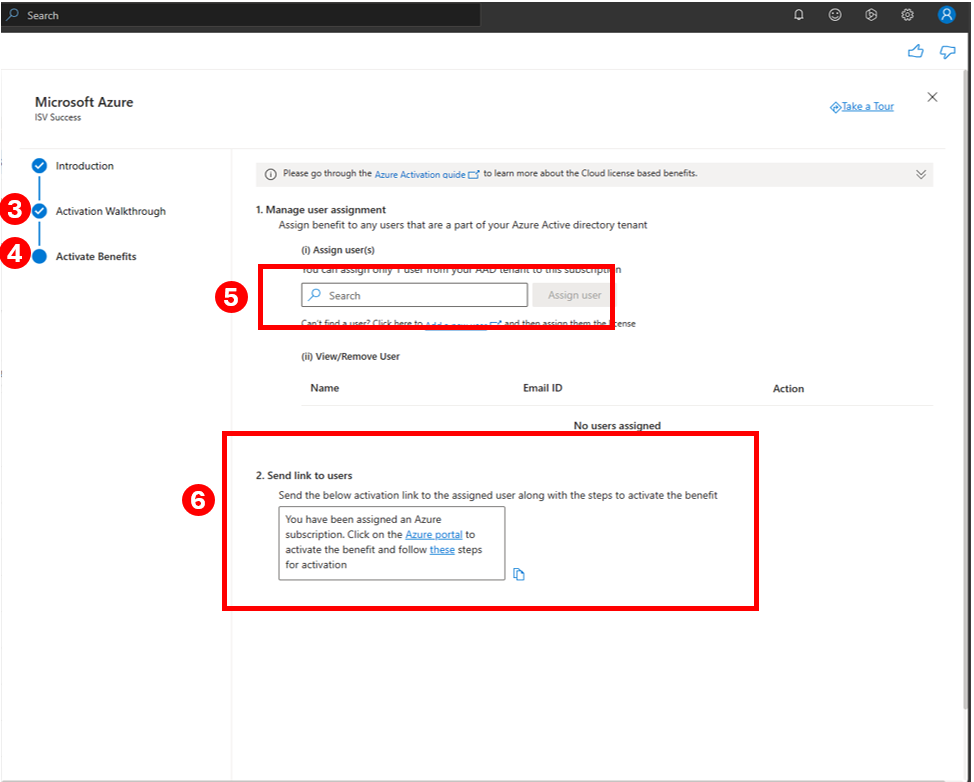 Search
Microsoft Azure
ISV Success
Take a Tour
Introduction
3 Activation Walkthrough
4 Activate Benefits
Please go through the Azure Activation guide to learn more about the Cloud license based benefits.
1. Manage user assignment
Assign benefit to any users that are a part of your Azure Active directory tenant
(i) Assign user(s)
You can assign only 1 user from your AAD tenant to this subscription
5
Search
Assign user
Can't find a user? Click here to Add a new user and then assign them the license
(ii) View/Remove User
Name Email ID Action
No users assigned
6
2. Send link to users
Send the below activation link to the assigned user along with the steps to activate the benefit
You have been assigned an Azure
subscription. Click on the Azure portal to
activate the benefit and follow these steps
for activation